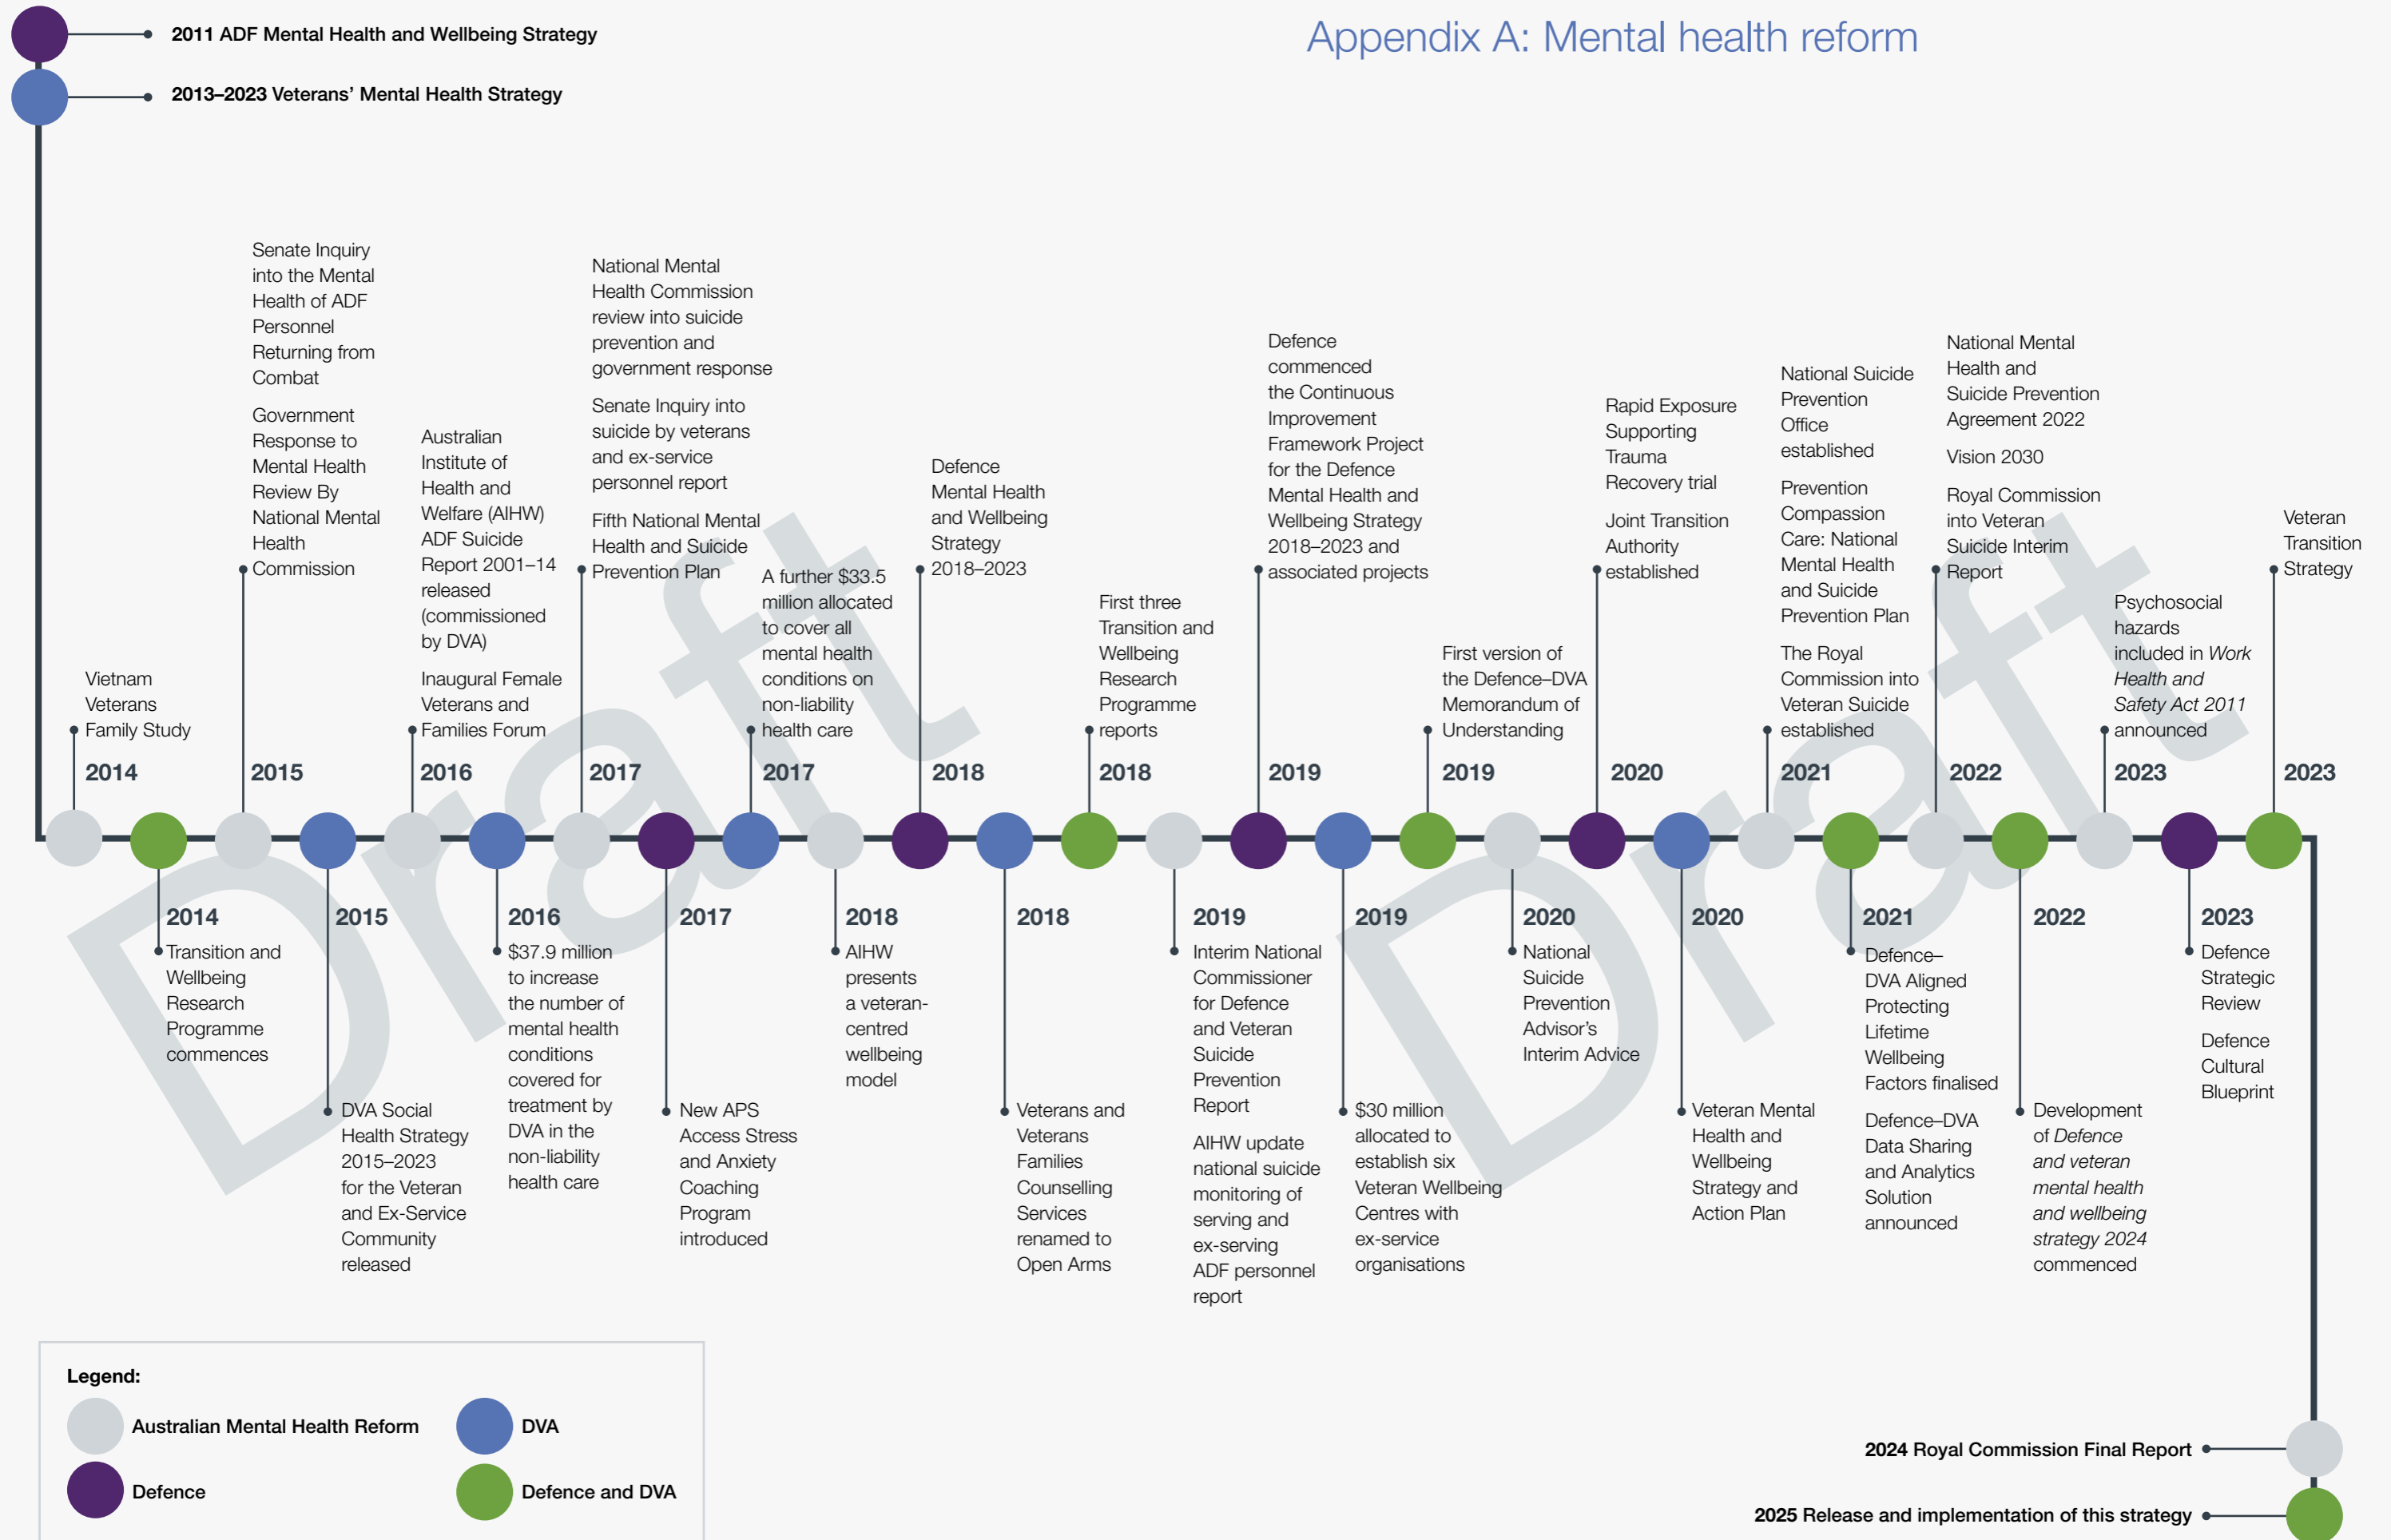 Appendix A: Mental health reform
2011 ADF Mental Health and Wellbeing Strategy
2013–2023 Veterans’ Mental Health Strategy
Vietnam
Veterans
Family Study
2014
2014
Transition and
Wellbeing
Research
Programme
commences
Senate Inquiry
into the Mental
Health of ADF
Personnel
Returning from
Combat
Government
Response to
Mental Health
Review By
National Mental
Health
Commission
2015
2015
DVA Social
Health Strategy
2015–2023
for the Veteran
and Ex-Service
Community
released
Australian
Institute of
Health and
Welfare (AIHW)
ADF Suicide
Report 2001–14
released
(commissioned
by DVA)
Inaugural Female
Veterans and
Families Forum
2016
2016
$37.9 million
to increase
the number of
mental health
conditions
covered for
treatment by
DVA in the
non-liability
health care
National Mental
Health Commission
review into suicide
prevention and
government response
Senate Inquiry into
suicide by veterans
and ex-service
personnel report
Fifth National Mental
Health and Suicide
Prevention Plan
2017
2017
New APS
Access Stress
and Anxiety
Coaching
Program
introduced
A further $33.5
million allocated
to cover all
mental health
conditions on
non-liability
health care
2017
2018
AIHW
presents
a veteran-
centred
wellbeing
model
Defence
Mental Health
and Wellbeing
Strategy
2018–2023
2018
2018
Veterans and
Veterans
Families
Counselling
Services
renamed to
Open Arms
First three
Transition and
Wellbeing
Research
Programme
reports
2018
2019
Interim National
Commissioner
for Defence
and Veteran
Suicide
Prevention
Report
AIHW update
national suicide
monitoring of
serving and
ex-serving
ADF personnel
report
Defence
commenced
the Continuous
Improvement
Framework Project
for the Defence
Mental Health and
Wellbeing Strategy
2018–2023 and
associated projects
2019
2019
$30 million
allocated to
establish six
Veteran Wellbeing
Centres with
ex-service
organisations
First version of
the Defence–DVA
Memorandum of
Understanding
2019
2020
National
Suicide
Prevention
Advisor’s
Interim Advice
Rapid Exposure
Supporting
Trauma
Recovery trial
Joint Transition
Authority
established
2020
2020
Veteran Mental
Health and
Wellbeing
Strategy and
Action Plan
National Suicide
Prevention
Office
established
Prevention
Compassion
Care: National
Mental Health
and Suicide
Prevention Plan
The Royal
Commission into
Veteran Suicide
established
2021
2021
Defence–
DVA Aligned
Protecting
Lifetime
Wellbeing
Factors finalised
Defence–DVA
Data Sharing
and Analytics
Solution
announced
National Mental
Health and
Suicide Prevention
Agreement 2022
Vision 2030
Royal Commission
into Veteran
Suicide Interim
Report
2022
2022
Development
of Defence
and veteran
mental health
and wellbeing
strategy 2024
commenced
Psychosocial
hazards
included in Work
Health and
Safety Act 2011
announced
2023
2023
Defence
Strategic
Review
Defence
Cultural
Blueprint
Veteran
Transition
Strategy
2023
Draft
Draft
Legend:
Australian Mental Health Reform
DVA
Defence
Defence and DVA
2024 Royal Commission Final Report
2025 Release and implementation of this strategy